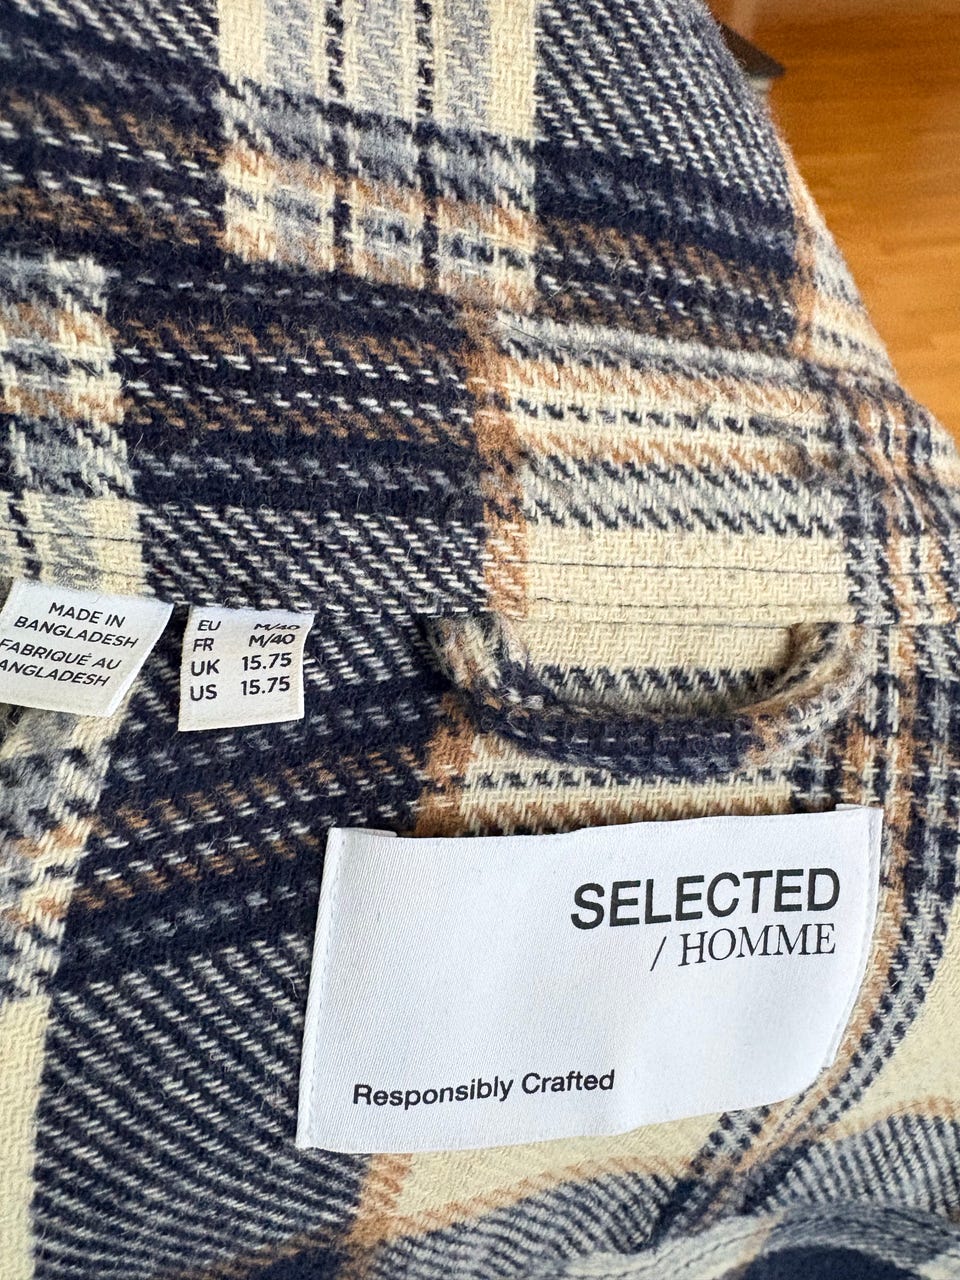 MADE IN
BANGLADESH
FABRIQUÉ AU
BANGLADESH
EU M/40
FR M/40
UK 15.75
US 15.75
SELECTED
/ HOMME
Responsibly Crafted